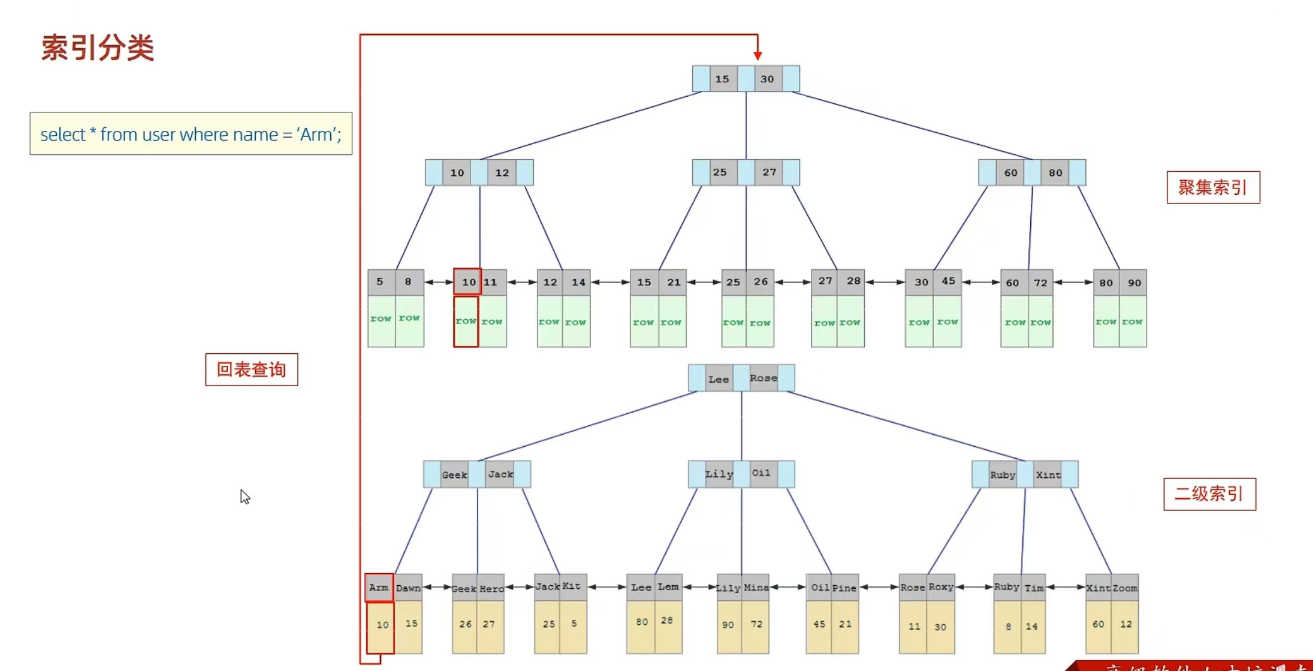 索引分类
select * from user where name = ‘Arm’;
15 30
10 12
25 27
60 80
聚集索引
5 8
10 11
12 14
15 21
25 26
27 28
30 45
60 72
80 90
row row
row row
row row
row row
row row
row row
row row
row row
row row
回表查询
Lee Rose
Geek Jack
Lily Oil
Ruby Xint
二级索引
Arm Dawn
Geek Hero
Jack Kit
Lee Lem
Lily Mina
Oil Pine
Rose Roxy
Ruby Tim
Xint Zoom
10 15
26 27
25 5
80 28
90 72
45 21
11 30
8 14
60 12